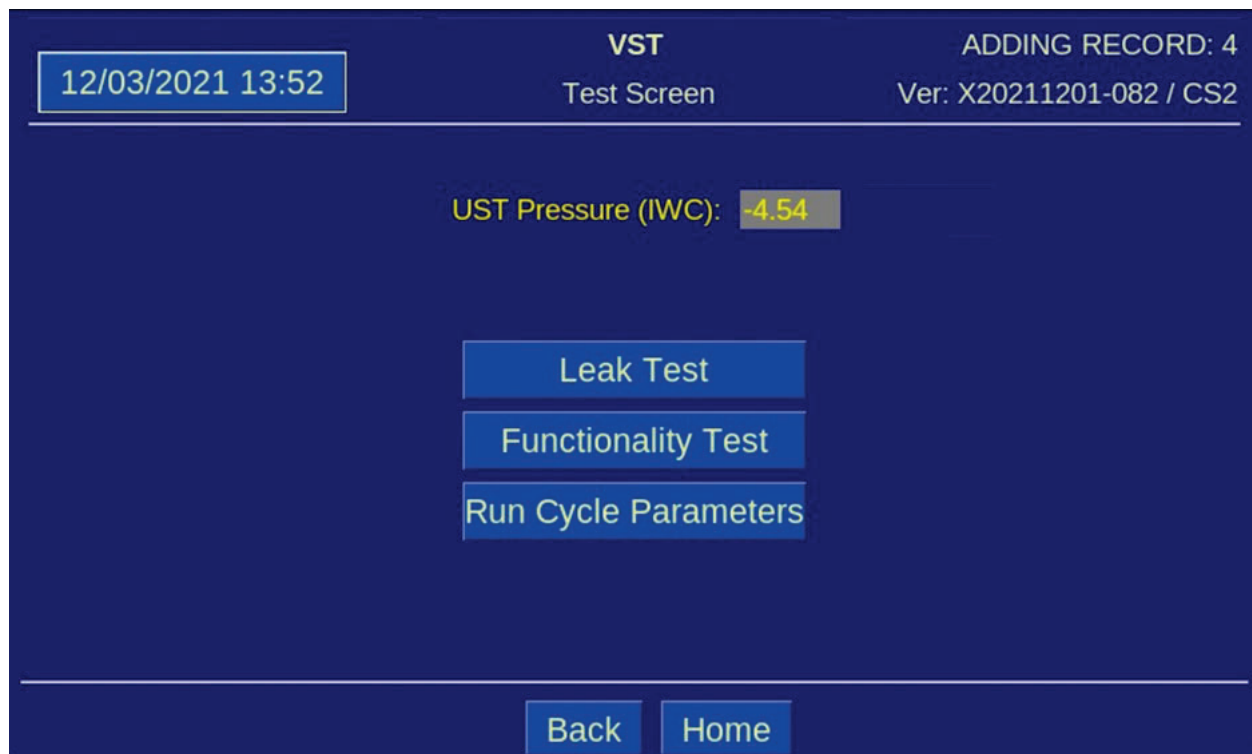 12/03/2021 13:52
VST
Test Screen
ADDING RECORD: 4
Ver: X20211201-082 / CS2
UST Pressure (IWC): -4.54
Leak Test
Functionality Test
Run Cycle Parameters
Back Home